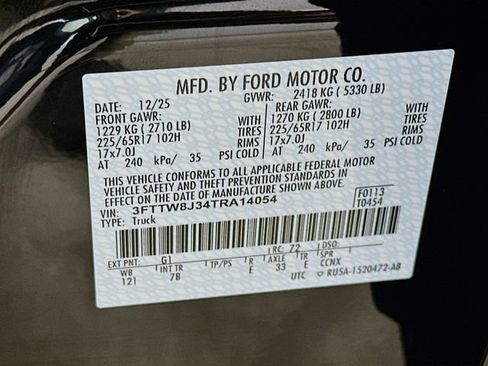 MFD. BY FORD MOTOR CO.
DATE: 12/25 GVWR: 2418 KG ( 5330 LB)
FRONT GAWR: REAR GAWR:
1229 KG ( 2710 LB) WITH 1270 KG ( 2800 LB) WITH
225/65R17 102H TIRES 225/65R17 102H TIRES
17x7.0J RIMS 17x7.0J RIMS
AT 240 kPa/ 35 PSI COLD AT 240 kPa/ 35 PSI COLD
THIS VEHICLE CONFORMS TO ALL APPLICABLE FEDERAL MOTOR
VEHICLE SAFETY AND THEFT PREVENTION STANDARDS IN
EFFECT ON THE DATE OF MANUFACTURE SHOWN ABOVE.
VIN: 3FTTW8J34TRA14054 F0113
TYPE: Truck T0454
EXT PNT: G1 RC: 72 DSO:
WB INT TR TP/PS R AXLE TR SPR
121 7B E 33 E CCNX
UTC RU5A-1520472-AB